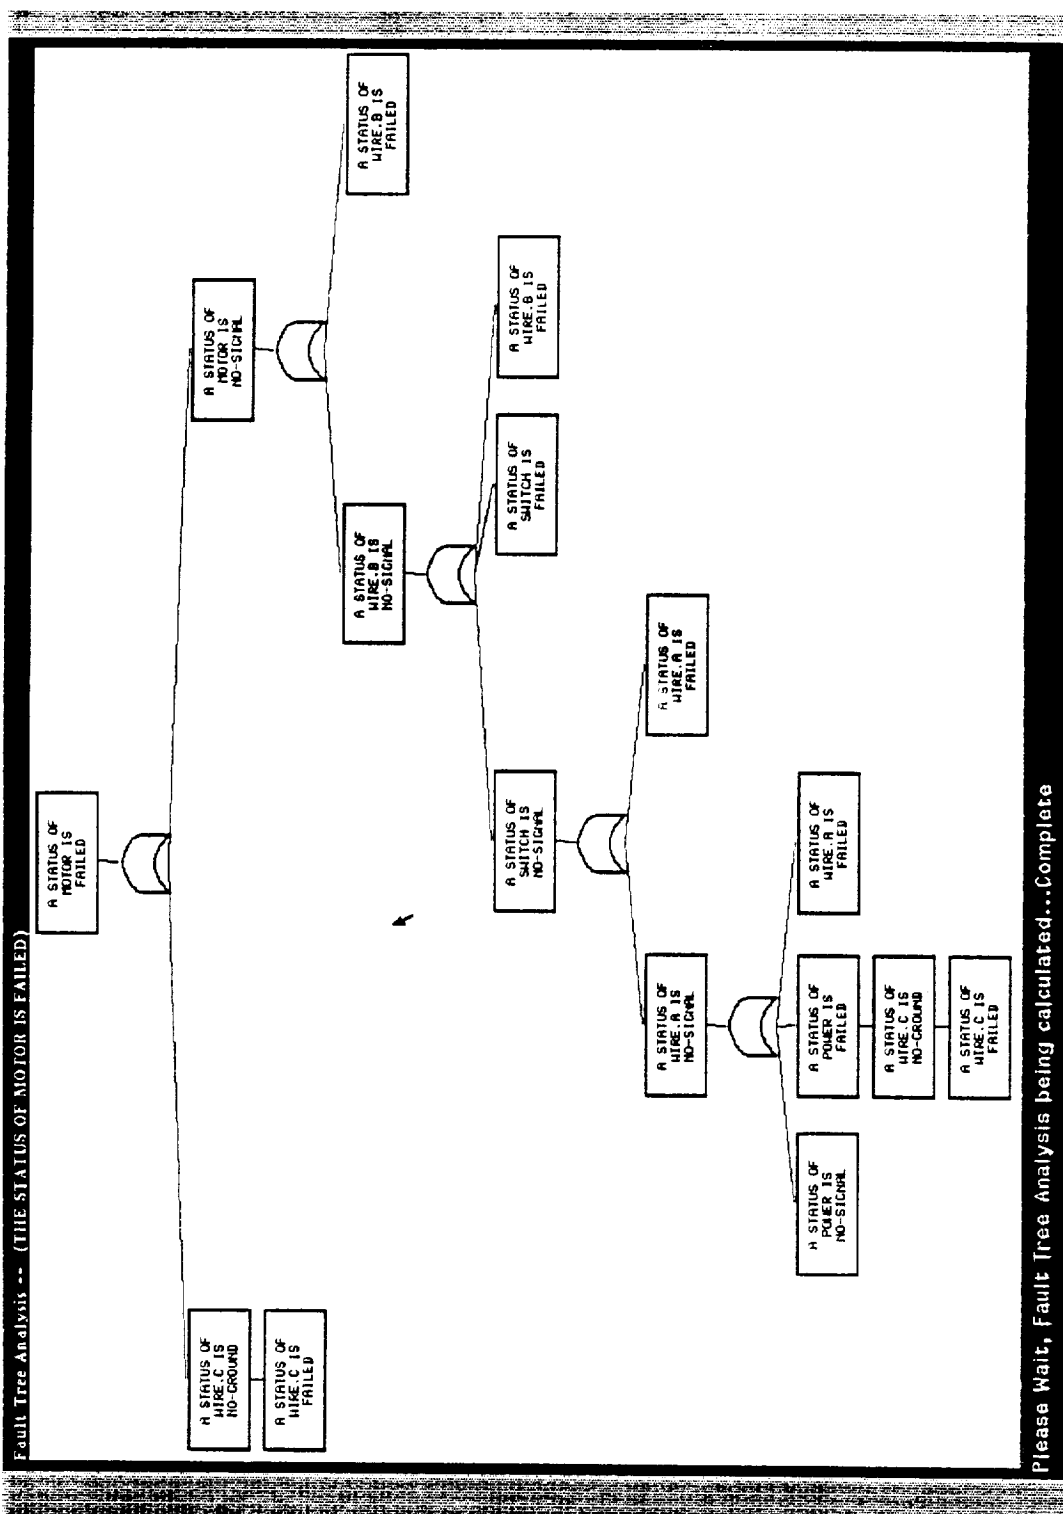 Fault Tree Analysis -- (THE STATUS OF MOTOR IS FAILED)
A STATUS OF
MOTOR IS
FAILED
A STATUS OF
WIRE.C IS
NO-GROUND
A STATUS OF
WIRE.C IS
FAILED
A STATUS OF
MOTOR IS
NO-SIGNAL
A STATUS OF
WIRE.B IS
NO-SIGNAL
A STATUS OF
WIRE.B IS
FAILED
A STATUS OF
SWITCH IS
NO-SIGNAL
A STATUS OF
SWITCH IS
FAILED
A STATUS OF
WIRE.B IS
FAILED
A STATUS OF
WIRE.A IS
NO-SIGNAL
A STATUS OF
WIRE.A IS
FAILED
A STATUS OF
POWER IS
NO-SIGNAL
A STATUS OF
POWER IS
FAILED
A STATUS OF
WIRE.A IS
FAILED
A STATUS OF
WIRE.C IS
NO-GROUND
A STATUS OF
WIRE.C IS
FAILED
Please Wait, Fault Tree Analysis being calculated...Complete